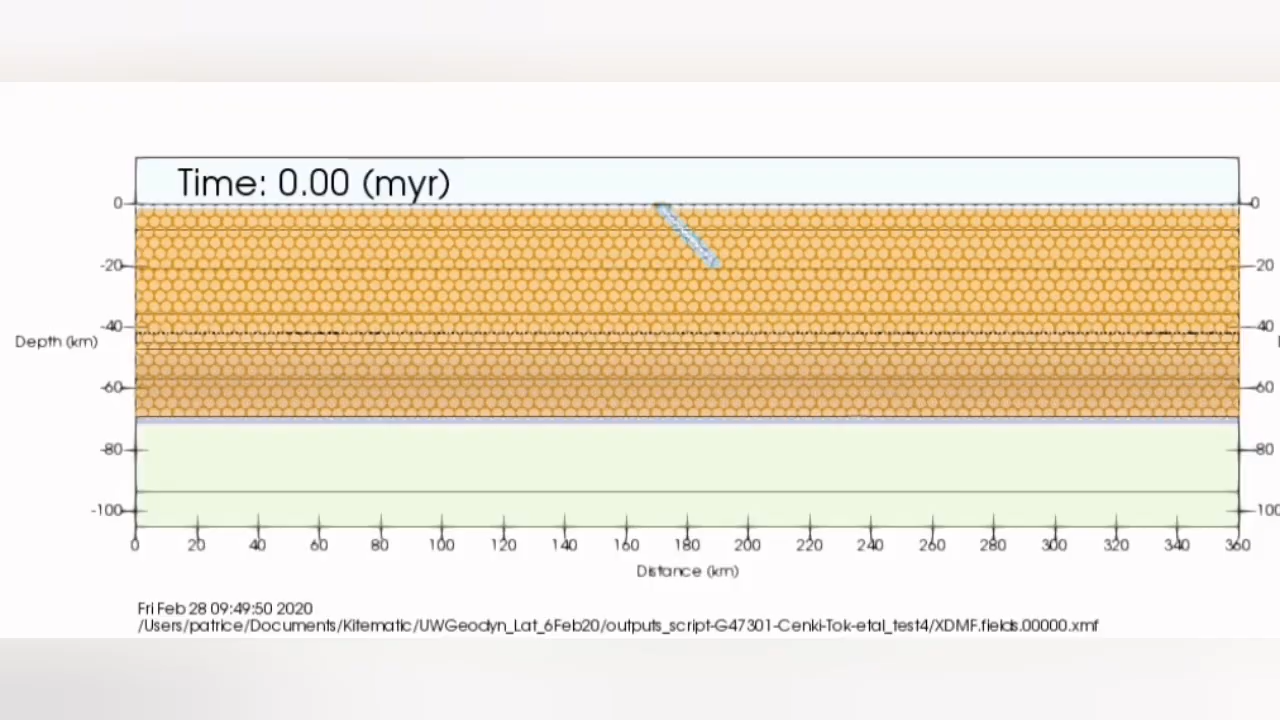 Time: 0.00 (myr)
0 0
-20 -20
-40 -40
Depth (km)
-60 -60
-80 -80
-100 -100
0 20 40 60 80 100 120 140 160 180 200 220 240 260 280 300 320 340 360
Distance (km)
Fri Feb 28 09:49:50 2020
/Users/patrice/Documents/Kitematic/UWGeodyn_Lat_6Feb20/outputs_script-G47301-Cenki-Tok-etal_test4/XDMF.fields.00000.xmf